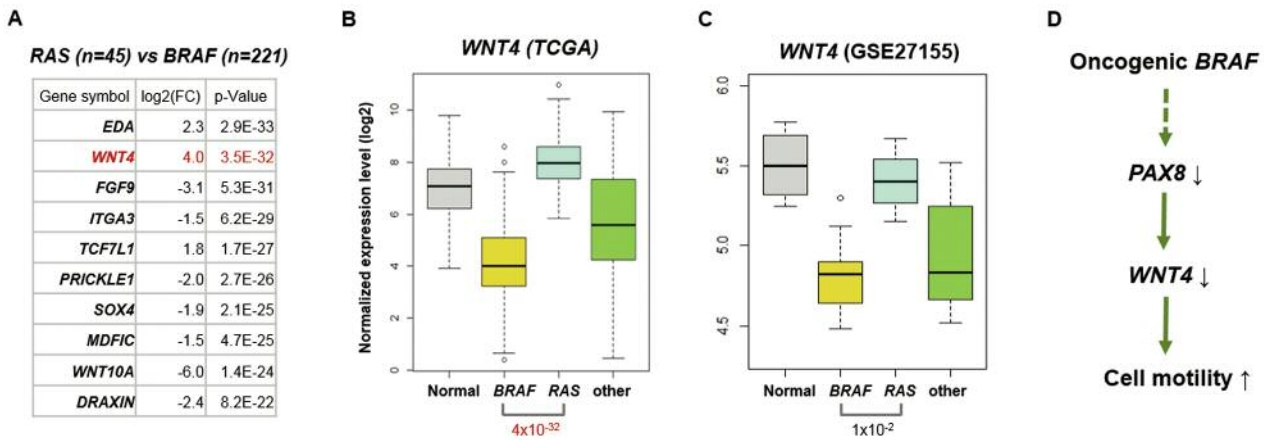 A
RAS (n=45) vs BRAF (n=221)
Gene symbol log2(FC) p-Value
EDA 2.3 2.9E-33
WNT4 4.0 3.5E-32
FGF9 -3.1 5.3E-31
ITGA3 -1.5 6.2E-29
TCF7L1 1.8 1.7E-27
PRICKLE1 -2.0 2.7E-26
SOX4 -1.9 2.1E-25
MDFIC -1.5 4.7E-25
WNT10A -6.0 1.4E-24
DRAXIN -2.4 8.2E-22
B
WNT4 (TCGA)
Normalized expression level (log2)
10
8
6
4
2
0
Normal BRAF RAS other
4x10⁻³²
C
WNT4 (GSE27155)
6.0
5.5
5.0
4.5
Normal BRAF RAS other
1x10⁻²
D
Oncogenic BRAF
PAX8 ↓
WNT4 ↓
Cell motility ↑